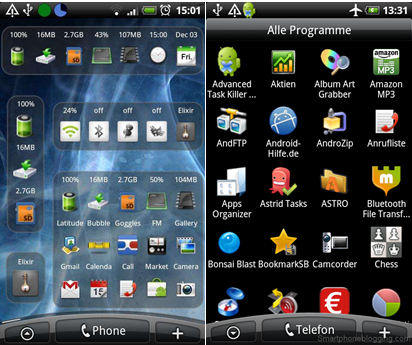 15:01
100% 16MB 2.7GB 43% 107MB 15:00 Dec 03
SD Fri
100%
24% off off off Elixir
16MB
2.7GB
SD
100% 16MB 2.7GB 50% 104MB
SD
Latitude Bubble Goggles FM Gallery
Elixir
Gmail Calenda Call Market Camera
15
Phone
13:31
Alle Programme
amazon
MP3
Advanced Task Killer ... Aktien Album Art Grabber Amazon MP3
AndFTP Android-Hilfe.de AndroZip Anrufliste
Apps Organizer Astrid Tasks ASTRO Bluetooth File Transf...
Bonsai Blast BookmarkSB Camcorder Chess
€
Telefon
Smartphoneblogging.com